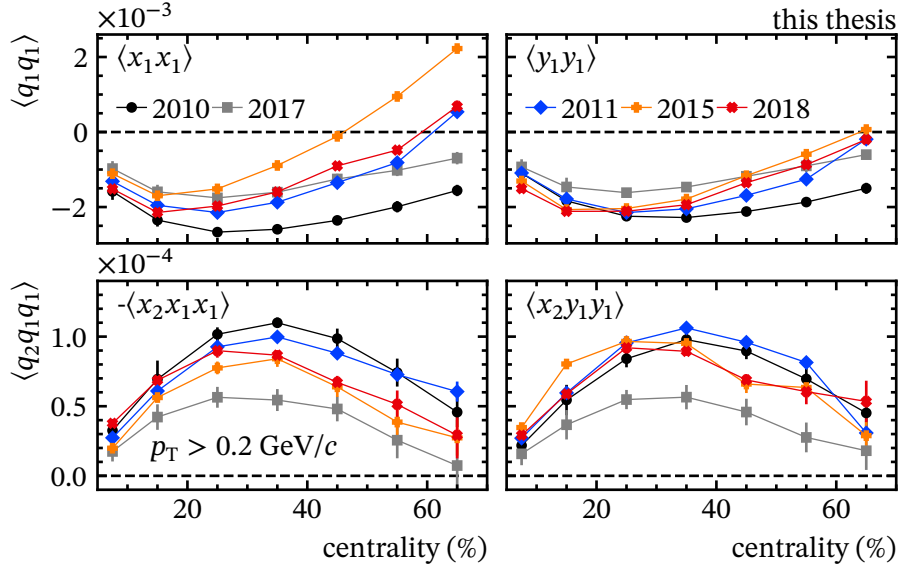 ×10⁻³
this thesis
⟨q₁q₁⟩
⟨x₁x₁⟩
⟨y₁y₁⟩
2010 2017
2011 2015 2018
2
0
−2
×10⁻⁴
⟨q₂q₁q₁⟩
-⟨x₂x₁x₁⟩
⟨x₂y₁y₁⟩
1.0
0.5
p_T > 0.2 GeV/c
0.0
20 40 60
20 40 60
centrality (%)
centrality (%)